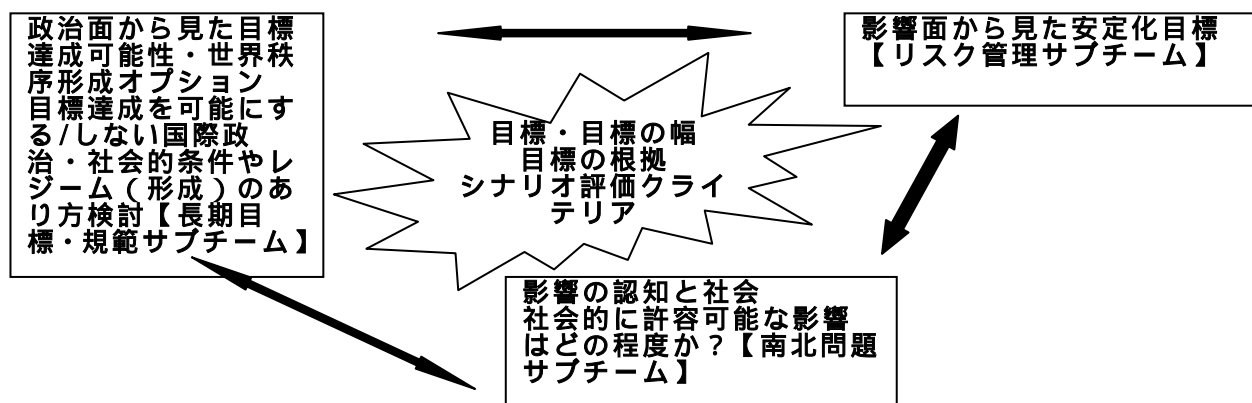 政治面から見た目標
達成可能性・世界秩
序形成オプション
目標達成を可能にす
る/しない国際政
治・社会的条件やレ
ジーム（形成）のあ
り方検討【長期目
標・規範サブチーム】
影響面から見た安定化目標
【リスク管理サブチーム】
目標・目標の幅
目標の根拠
シナリオ評価クライ
テリア
影響の認知と社会
社会的に許容可能な影響
はどの程度か？【南北問題
サブチーム】